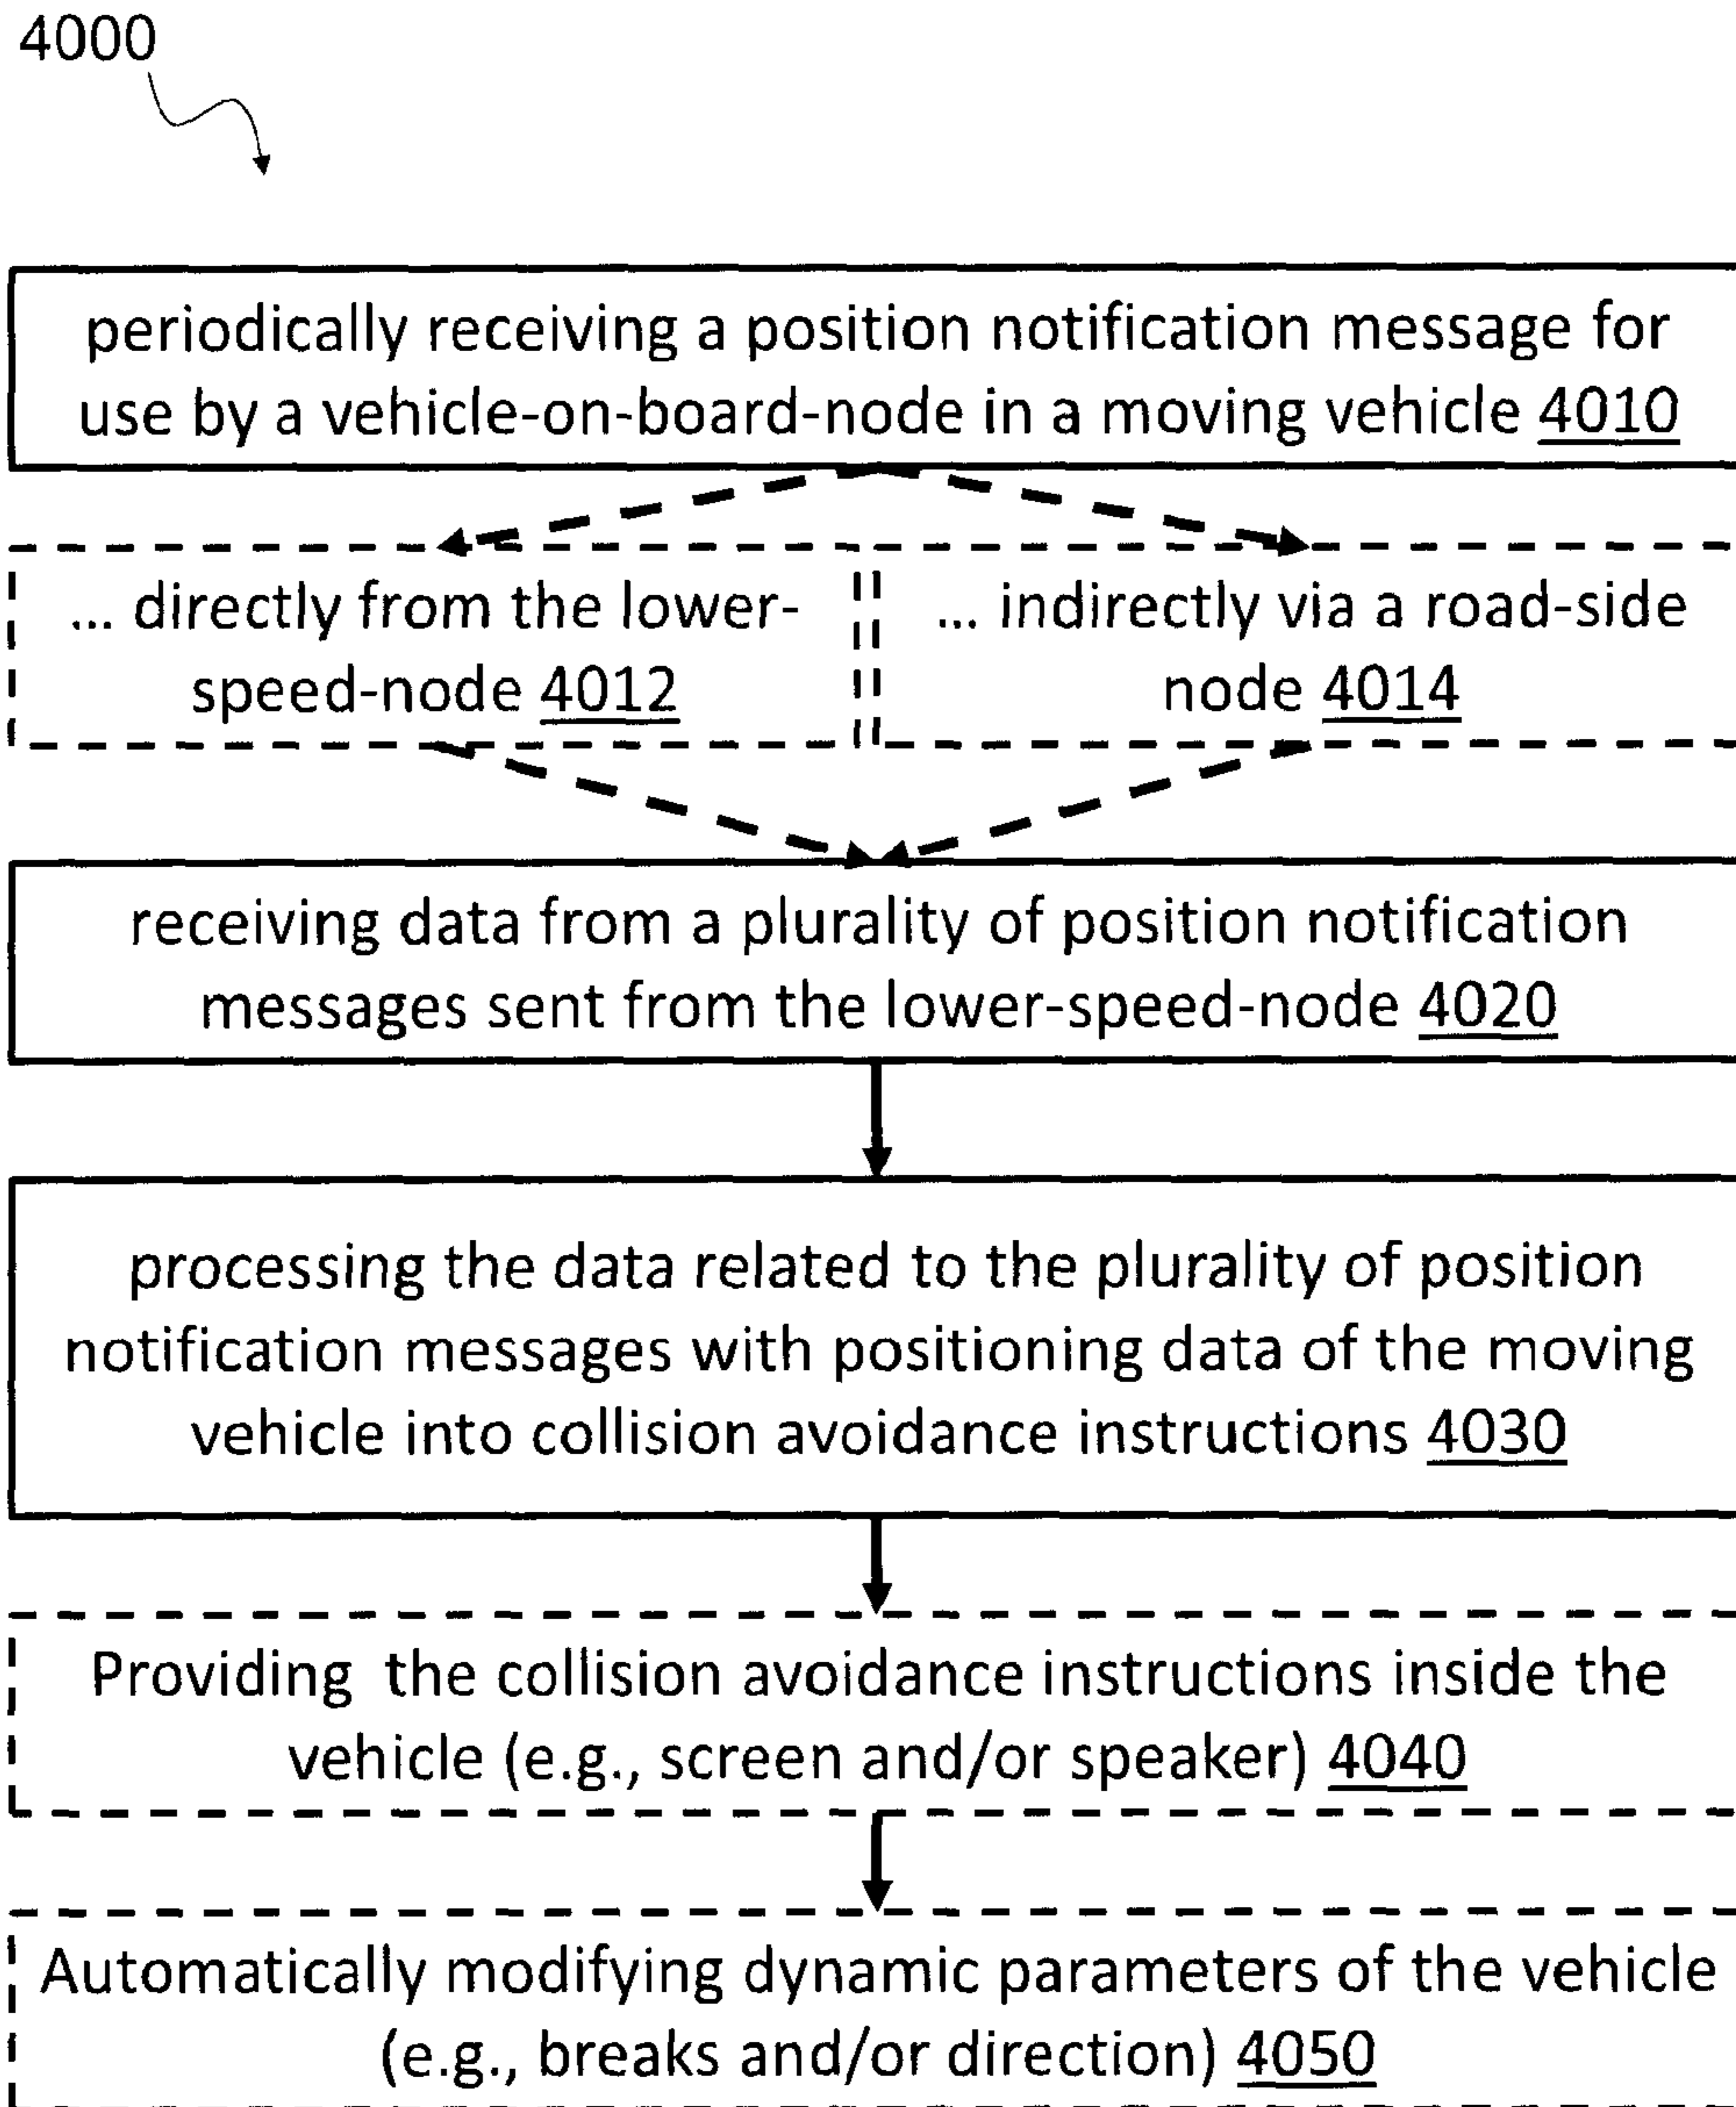 4000
periodically receiving a position notification message for
use by a vehicle-on-board-node in a moving vehicle 4010
... directly from the lower-
speed-node 4012
... indirectly via a road-side
node 4014
receiving data from a plurality of position notification
messages sent from the lower-speed-node 4020
processing the data related to the plurality of position
notification messages with positioning data of the moving
vehicle into collision avoidance instructions 4030
Providing the collision avoidance instructions inside the
vehicle (e.g., screen and/or speaker) 4040
Automatically modifying dynamic parameters of the vehicle
(e.g., breaks and/or direction) 4050